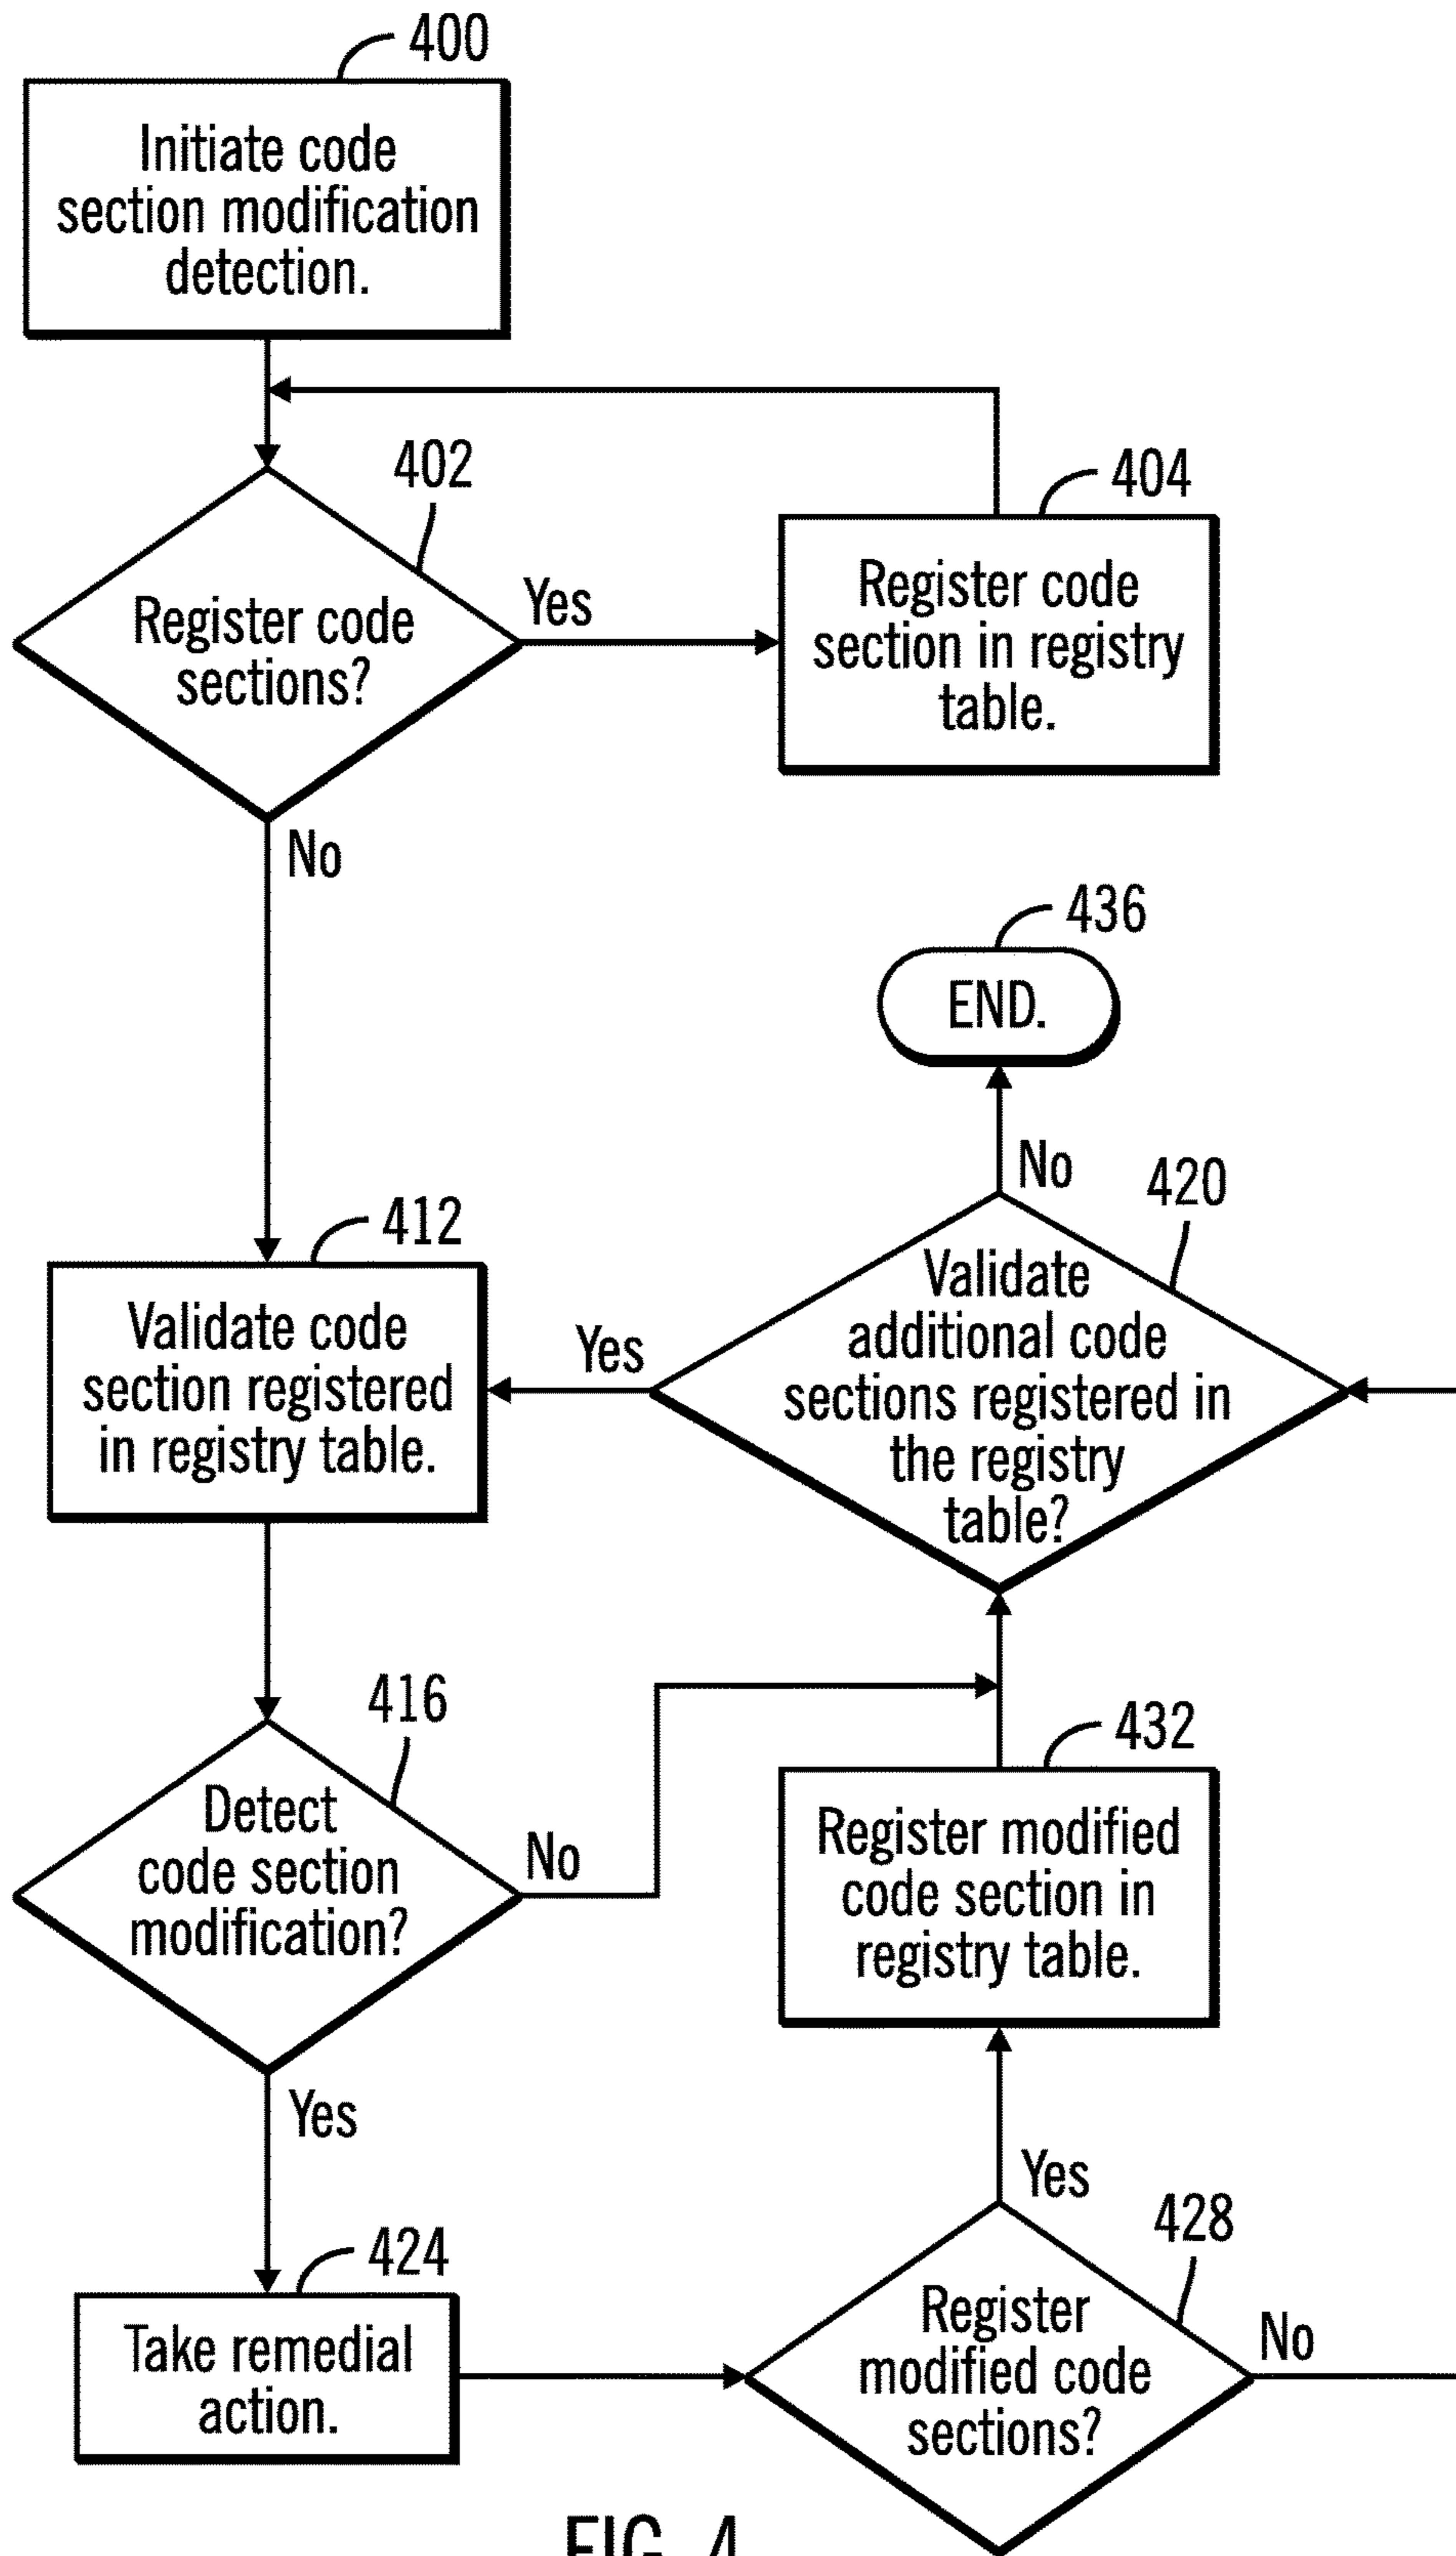 400
Initiate code
section modification
detection.
402
Register code
sections?
Yes
No
404
Register code
section in registry
table.
436
END.
No
420
Validate
additional code
sections registered in
the registry
table?
Yes
412
Validate code
section registered
in registry table.
416
Detect
code section
modification?
No
Yes
432
Register modified
code section in
registry table.
424
Take remedial
action.
Yes
428
Register
modified code
sections?
No
FIG. 4